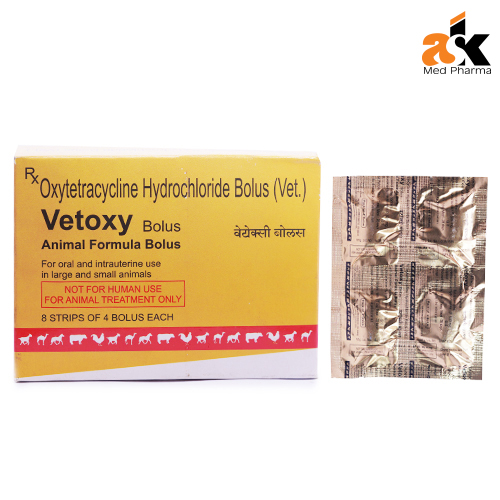 atk
Med Pharma
Rx Oxytetracycline Hydrochloride Bolus (Vet.)
Vetoxy Bolus
वेटोक्सी बोलस
Animal Formula Bolus
For oral and intrauterine use
in large and small animals
NOT FOR HUMAN USE
FOR ANIMAL TREATMENT ONLY
8 STRIPS OF 4 BOLUS EACH